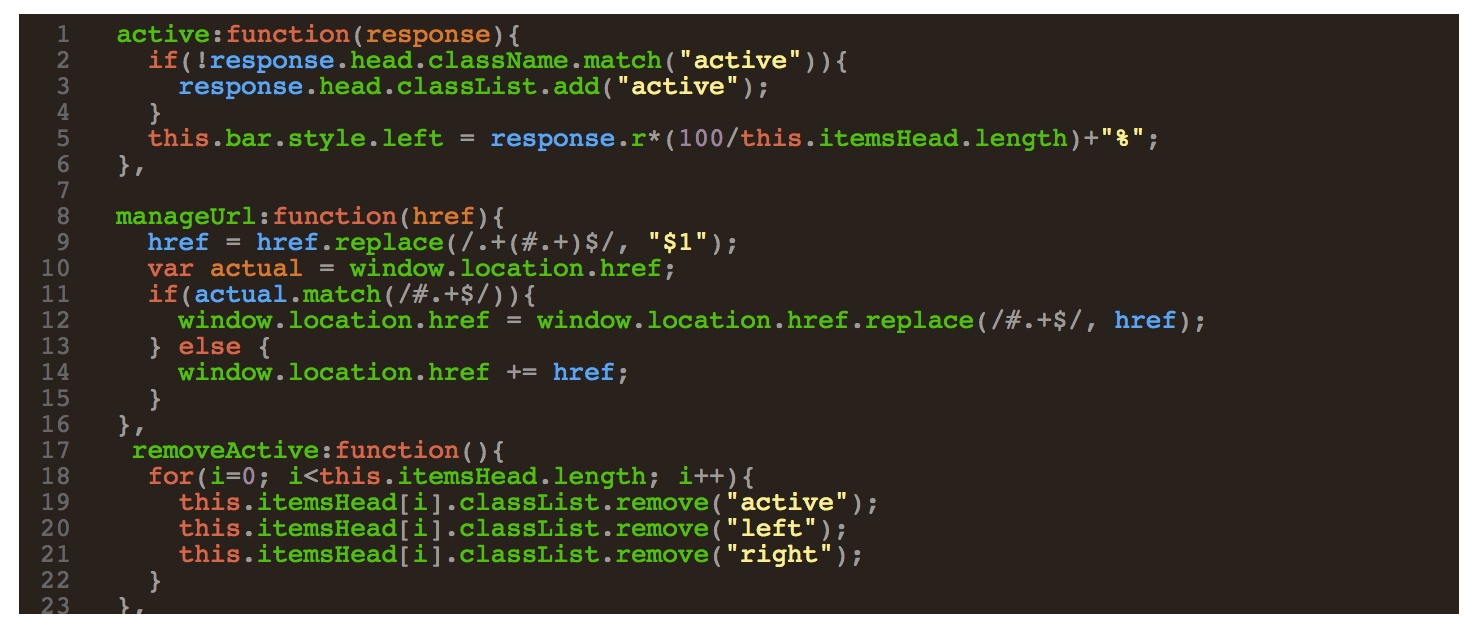 1 active:function(response){
2 if(!response.head.className.match("active")){
3 response.head.classList.add("active");
4 }
5 this.bar.style.left = response.r*(100/this.itemsHead.length)+"%";
6 },
7
8 manageUrl:function(href){
9 href = href.replace(/.+(#.+)$/, "$1");
10 var actual = window.location.href;
11 if(actual.match(/#.+$/)){
12 window.location.href = window.location.href.replace(/#.+$/, href);
13 } else {
14 window.location.href += href;
15 }
16 },
17 removeActive:function(){
18 for(i=0; i<this.itemsHead.length; i++){
19 this.itemsHead[i].classList.remove("active");
20 this.itemsHead[i].classList.remove("left");
21 this.itemsHead[i].classList.remove("right");
22 }
23 },